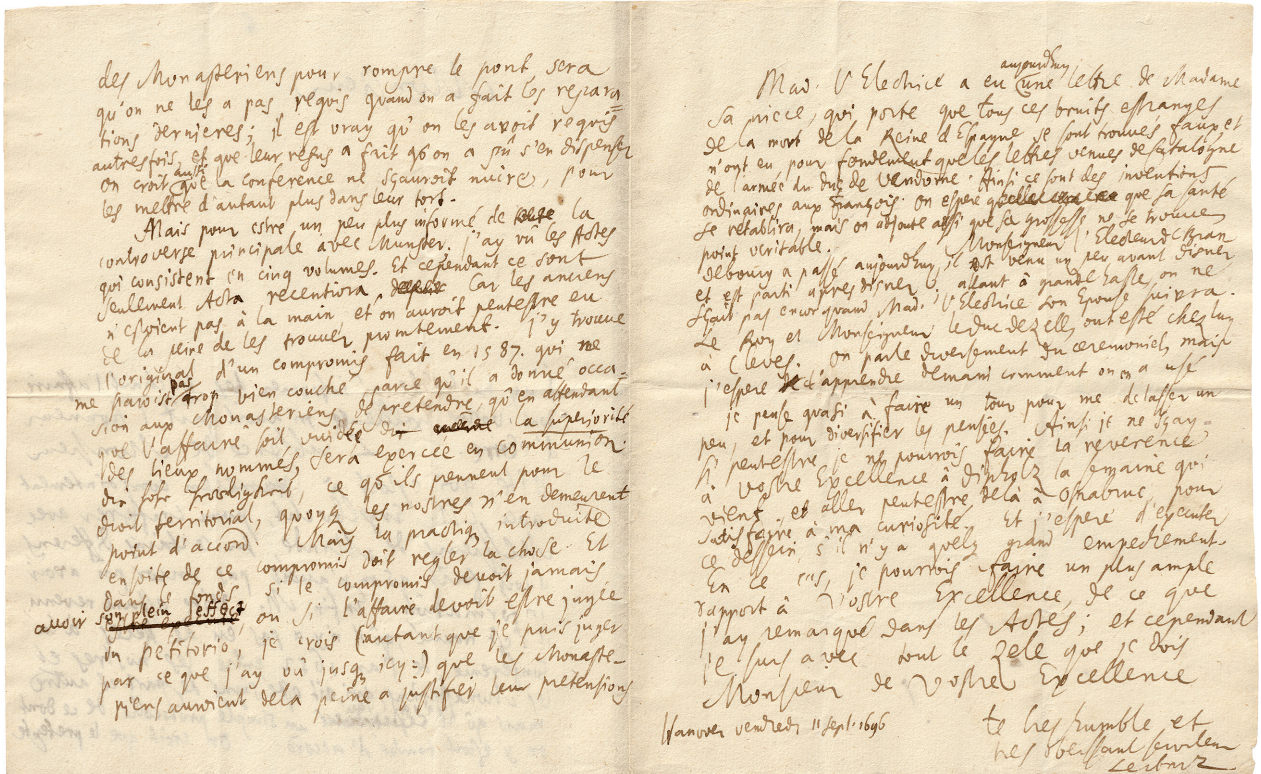 des Monasteriens pour rompre le pont, sera
qu'on ne les a pas requis quand on a fait les repara=
tions dernieres; il est vray qu'on les avoit requis
autresfois, et que leur refus a fait qu'on a pû s'en dispenser
on croit aussi que la conference ne sçauroit nuire, pour
les mettre d'autant plus dans leur tort.
Mais pour estre un peu plus informé de la
controverse principale avec Munster. j'ay vû les Actes
qui consistent en cinq volumes. Et cependant ce sont
seulement Acta recentiora, car les anciens
n'estoient pas à la main et on auroit peutestre eu
de la peine de les trouver promtement. j'y trouve
l'original d'un compromis fait en 1587. qui ne
me paroist pas trop bien couché, parce qu'il a donné occa-
sion aux Monasteriens de pretendre, qu'en attendant
que l'affaire soit vuidée la superiorité
des lieux nommés, sera exercée en communion.
ce qu'ils prennent pour le
droit territorial, quoyq les nostres n'en demeurent
point d'accord. Mais la practiq introduite
ensuite de ce compromis doit regler la chose. Et
dans le fonds si le compromis devoit jamais
avoir son plein effect, ou si l'affaire devoit estre jugée
in petitorio, je crois (autant que je puis juger
par ce que j'ay vû jusq icy:) que les Monaste-
riens auroient de la peine a justifier leur pretensions
Mad. l'Electrice a eu aujourdhuy une lettre de Madame
sa niece, qui porte que tous ces bruits estranges
de la mort de la Reine d'Espagne se sont trouvés faux et
n'ont eu pour fondement que les lettres venues de Catalogne
de l'armée du duc de Vendome. Ainsi ce sont des inventions
ordinaires aux François. on espere que sa santé
se retablira, mais on adjoute aussi que sa grossesse ne se trouve
point veritable. Monseigneur l'Electeur de Bran
debourg a passé aujourdhuy, il est venu un peu avant disner
et est parti apres disner, allant à grande haste, on ne
sçait pas encor quand Mad. l'Electrice son Epouse suivra.
Le Roy et Monseigneur le duc de Zell, ont esté chez luy
à Cleves. on parle diversement du ceremoniel, mais
j'espere d'apprendre demain comment on en a usé
je pense quasi à faire un tour pour me delasser un
peu, et pour diversifier les pensées. Ainsi je ne sçay-
si peutestre je ne pourrois faire la reverence
à Vostre Excellence à Dipholz la semaine qui
vient, et aller peutestre delà à Osnabruc, pour
satisfaire à ma curiosité. Et j'espere d'executer
ce dessein, s'il n'y a quelq grand empechement.
En ce cas, je pourrois faire un plus ample
rapport à Vostre Excellence, de ce que
j'ay remarqué dans les Actes; et cependant
je suis avec tout le zele que je dois
Monsieur de Vostre Excellence
Hanover vendredi 11 Sept. 1696
le tres humble et
tres obeissant serviteur
Leibniz